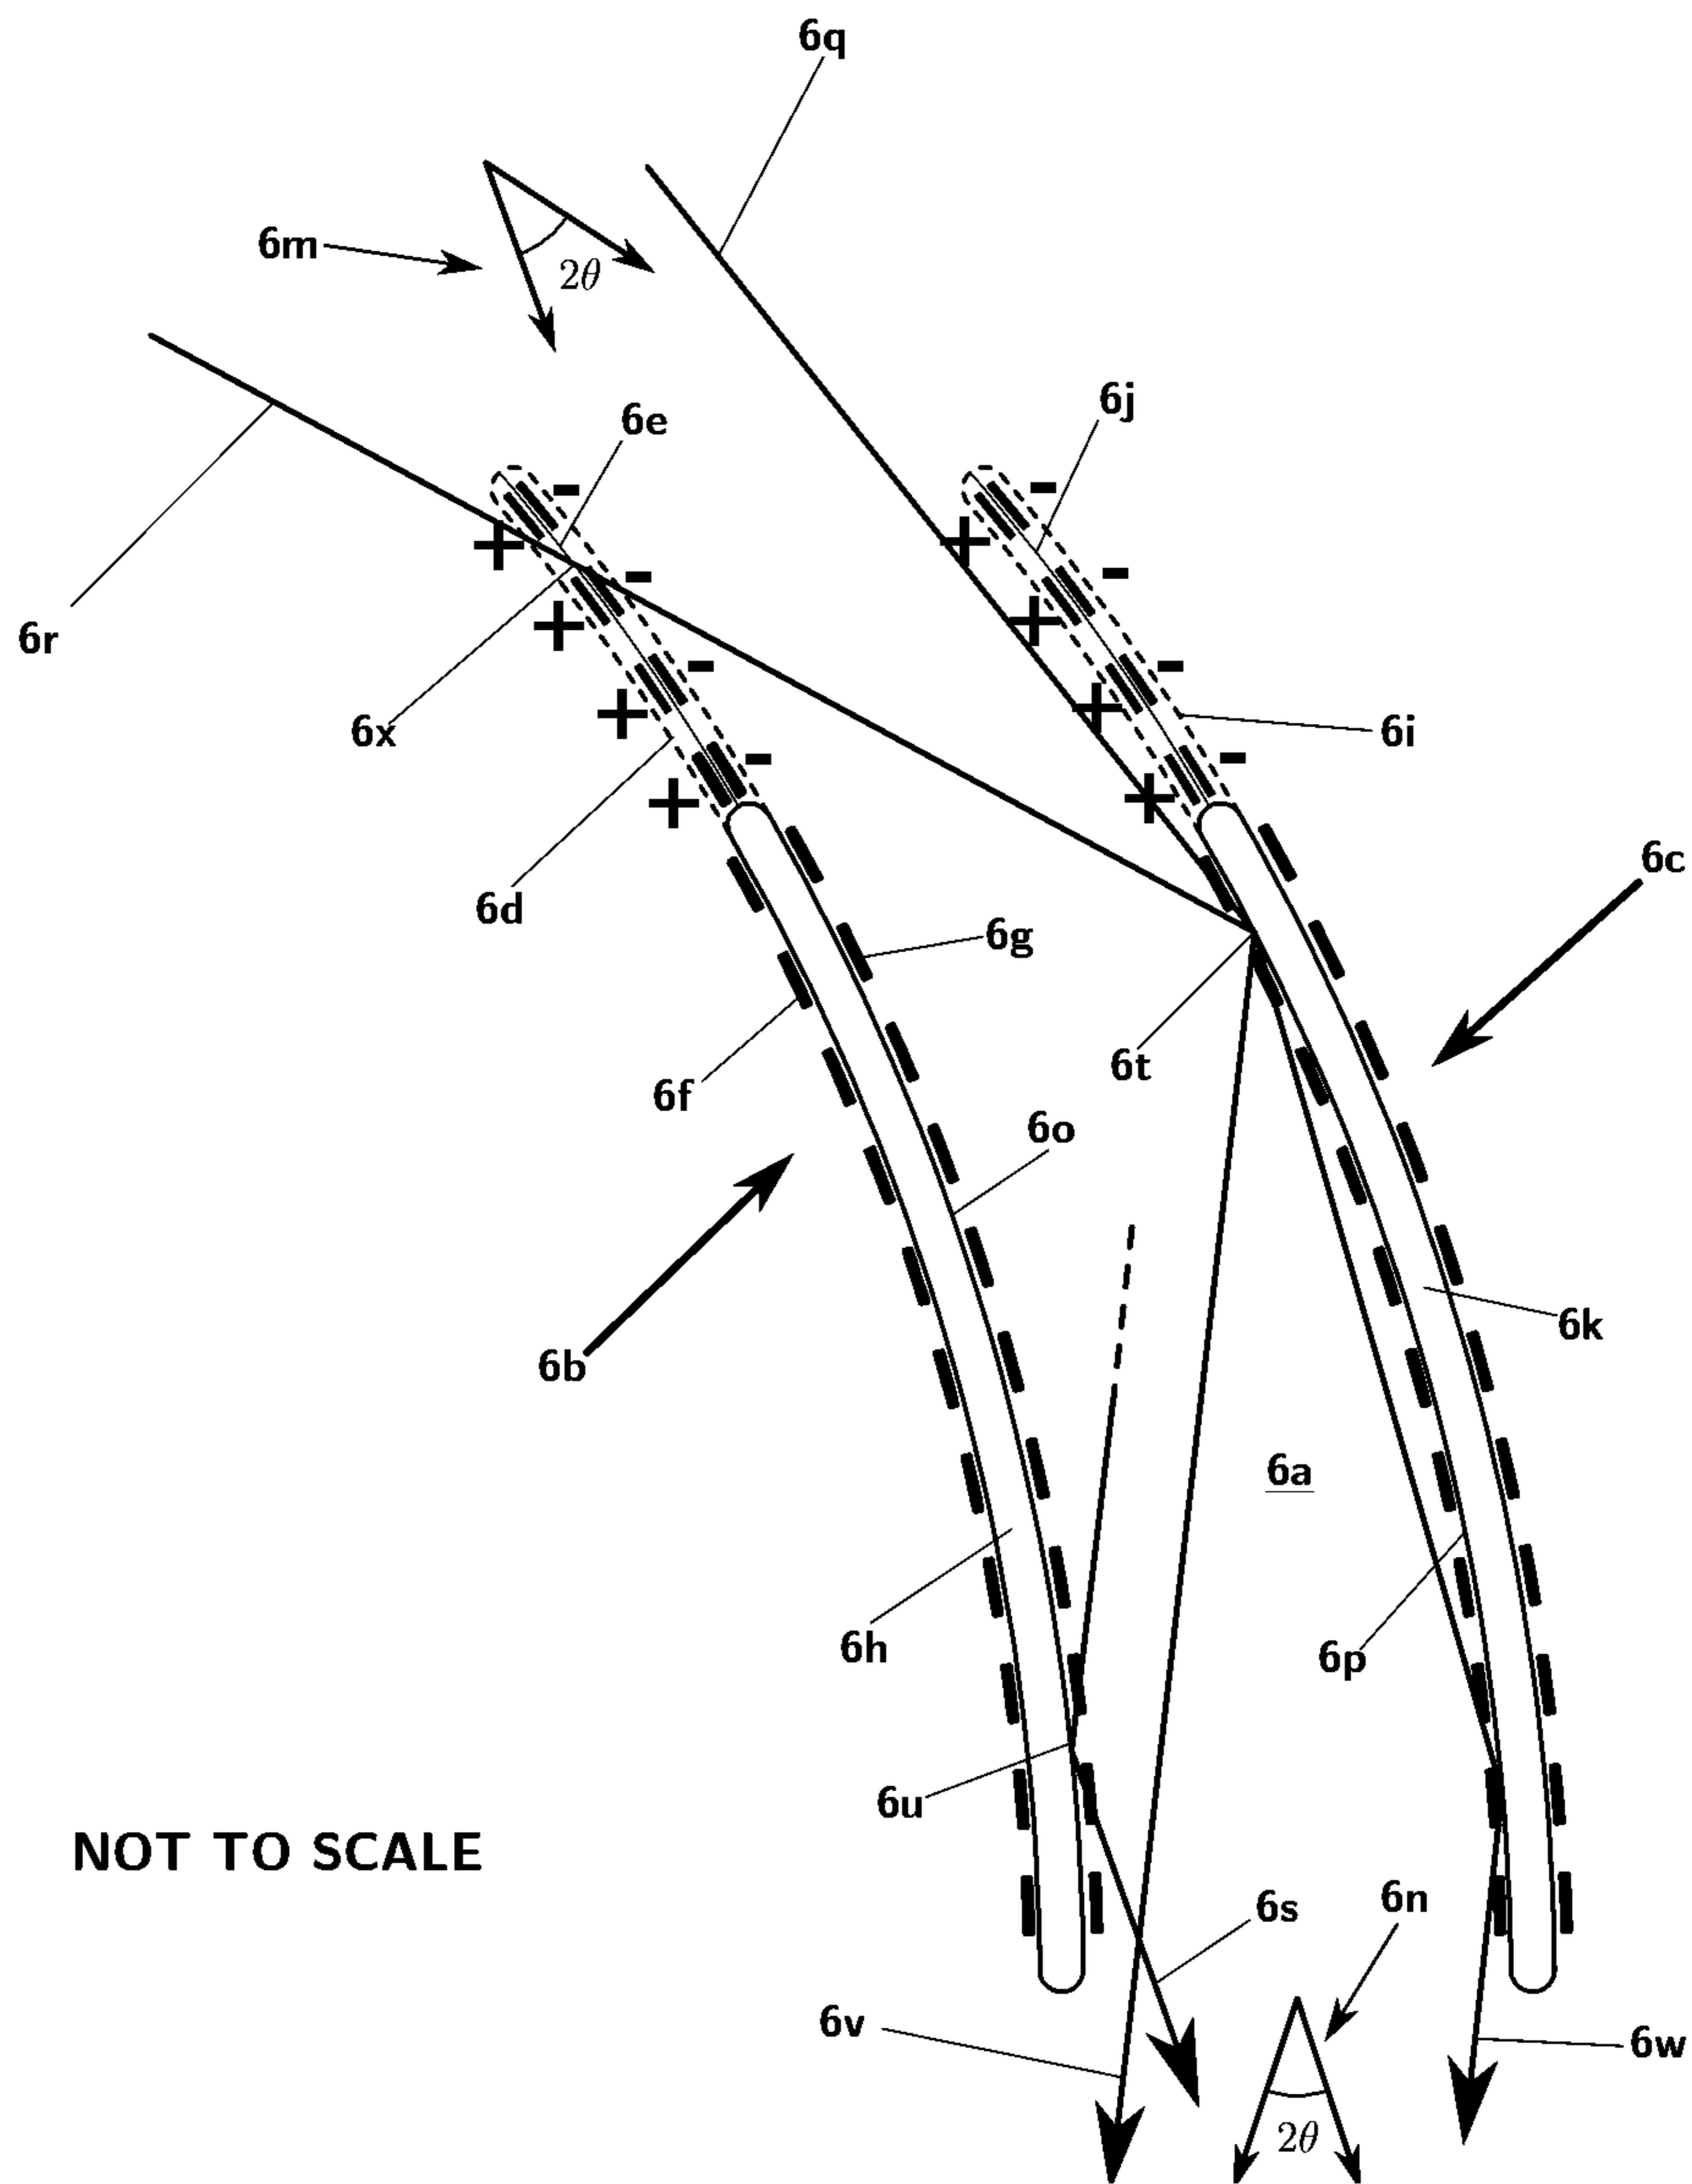 6q
6m
2θ
6j
6e
-
-
+
+
-
-
6r
+
+
6x
-
-
+
+
6i
-
-
+
+
6c
6d
6g
6t
6f
6o
6k
6b
6a
6h
6p
6u
NOT TO SCALE
6n
6s
6v
6w
2θ